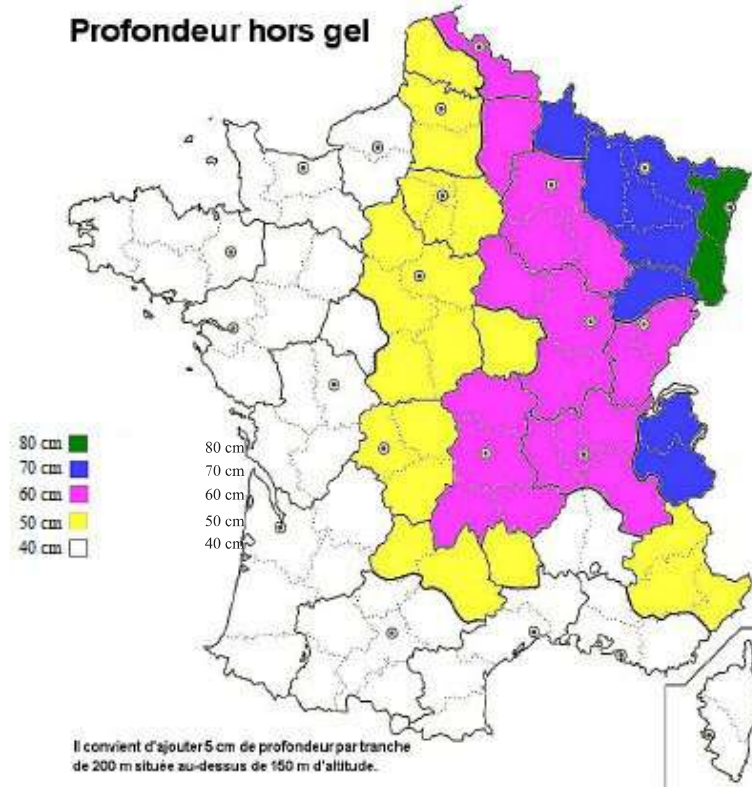 Profondeur hors gel
80 cm
70 cm
60 cm
50 cm
40 cm
80 cm
70 cm
60 cm
50 cm
40 cm
Il convient d'ajouter 5 cm de profondeur par tranche
de 200 m située au-dessus de 150 m d'altitude.